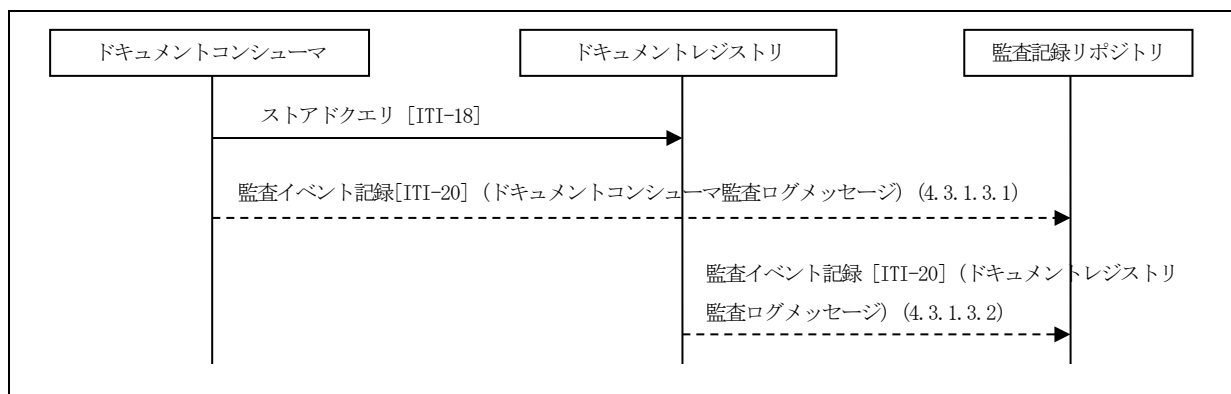 ドキュメントコンシューマ
ドキュメントレジストリ
監査記録リポジトリ
ストアドクエリ [ITI-18]
監査イベント記録[ITI-20] (ドキュメントコンシューマ監査ログメッセージ) (4.3.1.3.1)
監査イベント記録 [ITI-20] (ドキュメントレジストリ
監査ログメッセージ) (4.3.1.3.2)